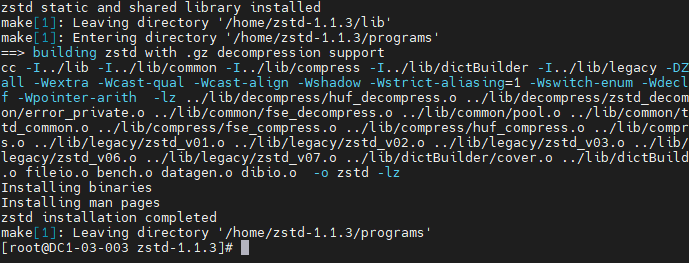 zstd static and shared library installed
make[1]: Leaving directory '/home/zstd-1.1.3/lib'
make[1]: Entering directory '/home/zstd-1.1.3/programs'
==> building zstd with .gz decompression support
cc -I../lib -I../lib/common -I../lib/compress -I../lib/dictBuilder -I../lib/legacy -DZ
all -Wextra -Wcast-qual -Wcast-align -Wshadow -Wstrict-aliasing=1 -Wswitch-enum -Wdecl
f -Wpointer-arith  -lz ../lib/decompress/huf_decompress.o ../lib/decompress/zstd_decom
on/error_private.o ../lib/common/fse_decompress.o ../lib/common/pool.o ../lib/common/t
td_common.o ../lib/compress/fse_compress.o ../lib/compress/huf_compress.o ../lib/compr
s.o ../lib/legacy/zstd_v01.o ../lib/legacy/zstd_v02.o ../lib/legacy/zstd_v03.o ../lib/
legacy/zstd_v06.o ../lib/legacy/zstd_v07.o ../lib/dictBuilder/cover.o ../lib/dictBuild
.o fileio.o bench.o datagen.o dibio.o  -o zstd -lz
Installing binaries
Installing man pages
zstd installation completed
make[1]: Leaving directory '/home/zstd-1.1.3/programs'
[root@DC1-03-003 zstd-1.1.3]#